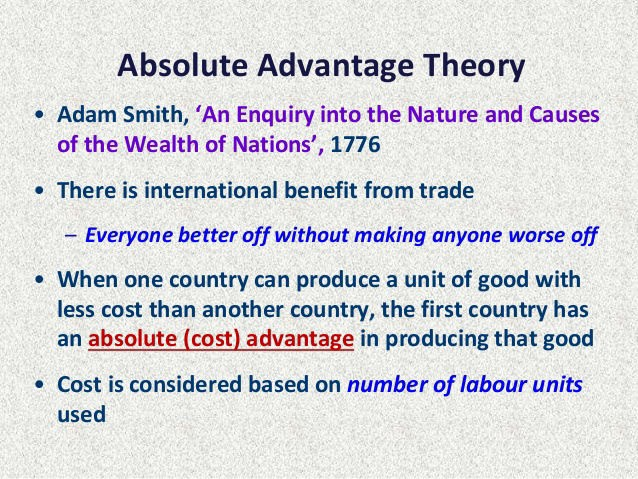 Absolute Advantage Theory
• Adam Smith, ‘An Enquiry into the Nature and Causes
of the Wealth of Nations’, 1776
• There is international benefit from trade
– Everyone better off without making anyone worse off
• When one country can produce a unit of good with
less cost than another country, the first country has
an absolute (cost) advantage in producing that good
• Cost is considered based on number of labour units
used